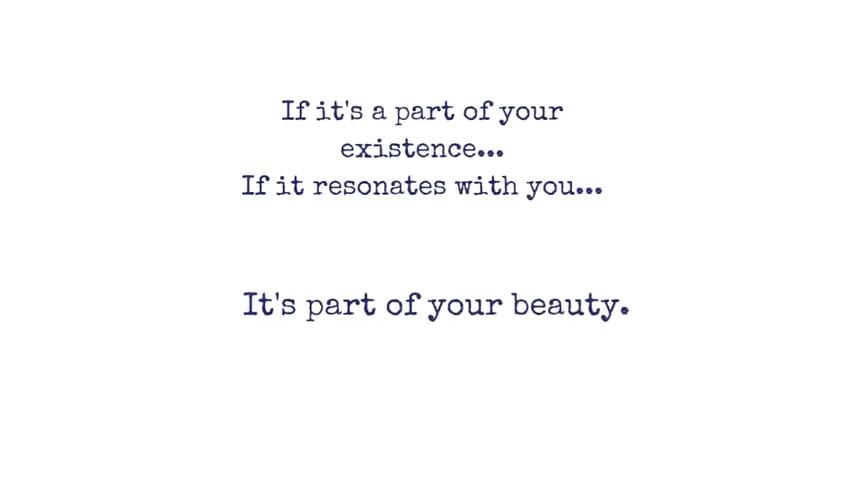 If it's a part of your
existence...
If it resonates with you...
It's part of your beauty.